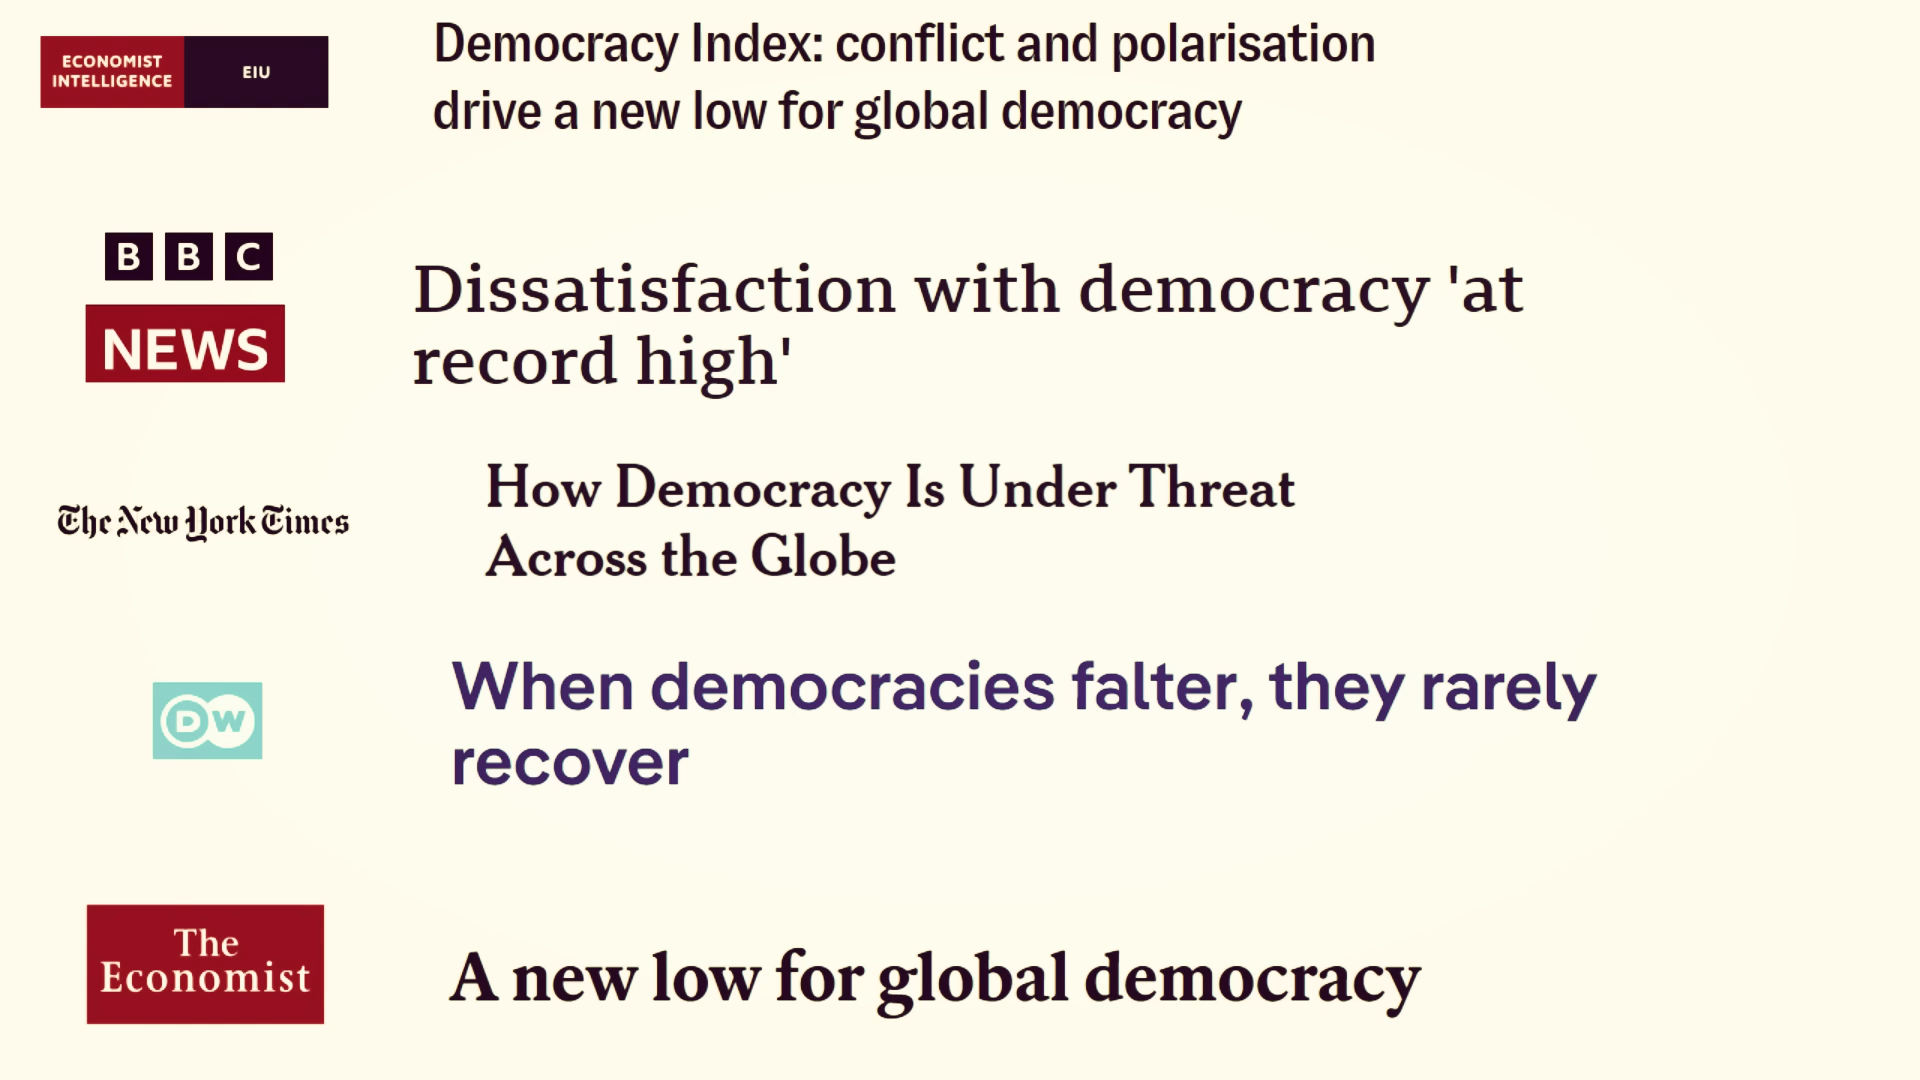 ECONOMIST
INTELLIGENCE
EIU
Democracy Index: conflict and polarisation
drive a new low for global democracy
BBC
NEWS
Dissatisfaction with democracy 'at
record high'
The New York Times
How Democracy Is Under Threat
Across the Globe
DW
When democracies falter, they rarely
recover
The
Economist
A new low for global democracy